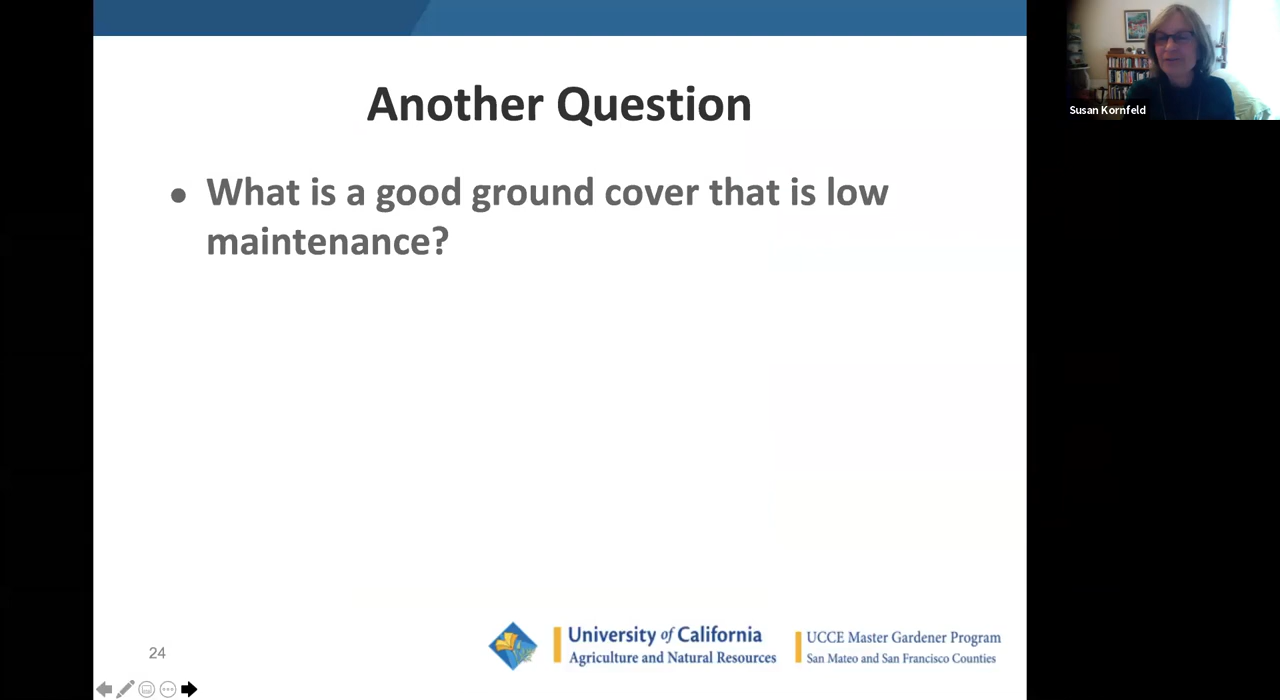 Another Question
• What is a good ground cover that is low
maintenance?
Susan Kornfeld
24
University of California
Agriculture and Natural Resources
UCCE Master Gardener Program
San Mateo and San Francisco Counties